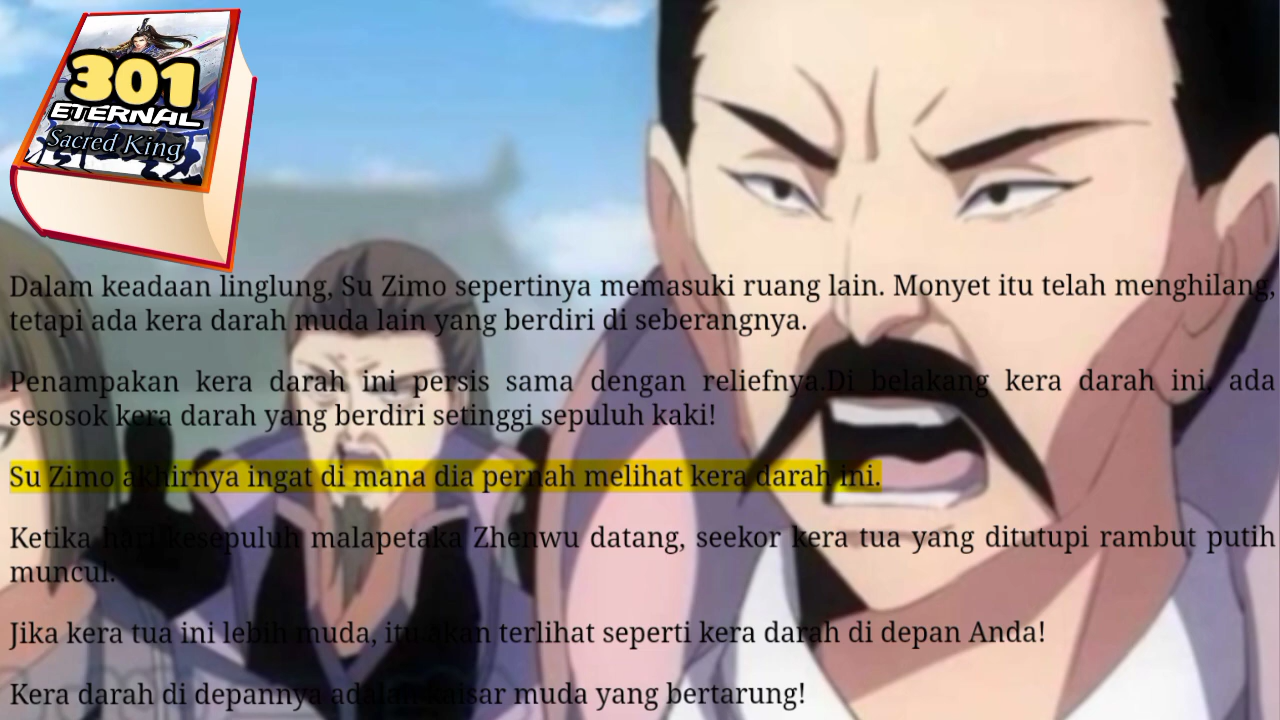 301
ETERNAL
Sacred King
Dalam keadaan linglung, Su Zimo sepertinya memasuki ruang lain. Monyet itu telah menghilang,
tetapi ada kera darah muda lain yang berdiri di seberangnya.
Penampakan kera darah ini persis sama dengan reliefnya.Di belakang kera darah ini, ada
sesosok kera darah yang berdiri setinggi sepuluh kaki!
Su Zimo akhirnya ingat di mana dia pernah melihat kera darah ini.
Ketika hari kesepuluh malapetaka Zhenwu datang, seekor kera tua yang ditutupi rambut putih
muncul.
Jika kera tua ini lebih muda, itu akan terlihat seperti kera darah di depan Anda!
Kera darah di depannya adalah kaisar muda yang bertarung!